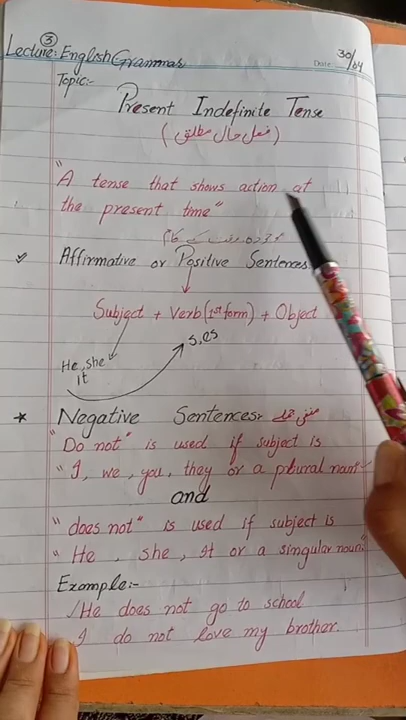 ③
Lecture: English Grammar
Date: 30/04
Topic:-
Present Indefinite Tense
(فعل حال مطلق)
"A tense that shows action at
the present time"
✓ Affirmative or Positive Sentences:
Subject + Verb (1st form) + Object
He, she
it
s, es
* Negative Sentences:
"Do not" is used if subject is
"I, we, you, they or a plural noun"
and
"does not" is used if subject is
"He, she, It or a singular noun"
Example:-
He does not go to school
I do not love my brother.